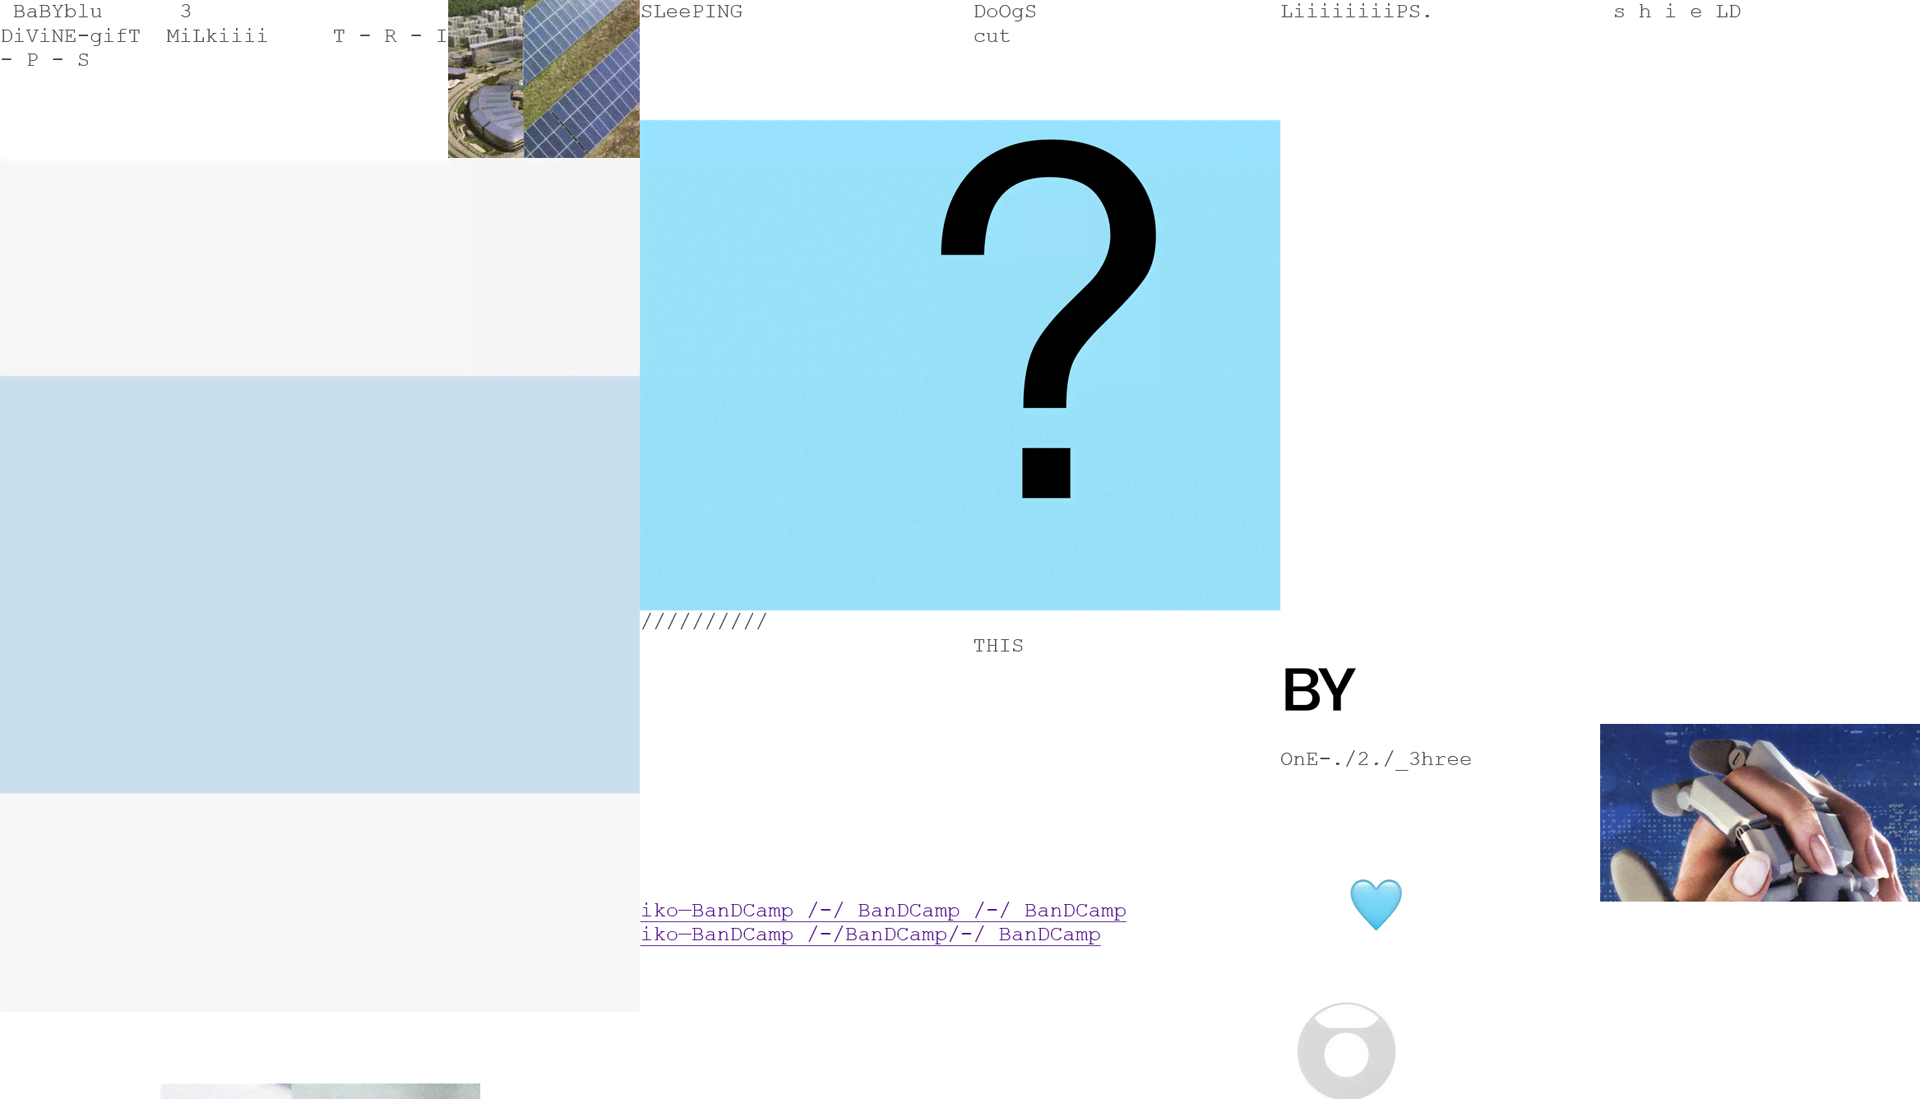 BaBYblu 3
DiViNE-gifT MiLkiiii T - R - I
- P - S
SLeePING DoOgS
cut
LiiiiiiiiPS. s h i e LD
?
//////////
THIS
BY
OnE-./2./_3hree
iko—BanDCamp /-/ BanDCamp /-/ BanDCamp
iko—BanDCamp /-/BanDCamp/-/ BanDCamp